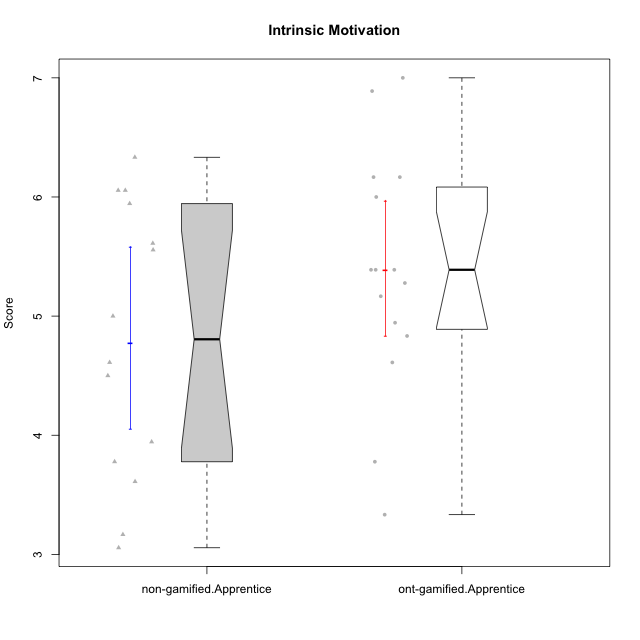 Intrinsic Motivation
Score
7
6
5
4
3
non-gamified.Apprentice
ont-gamified.Apprentice